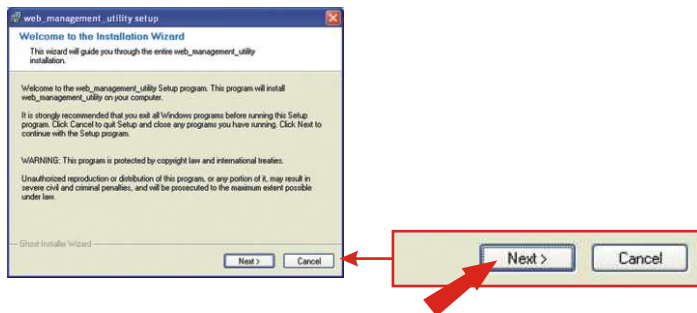 web_management_utility setup
Welcome to the Installation Wizard
This wizard will guide you through the entire web_management_utility
installation.
Welcome to the web_management_utility Setup program. This program will install
web_management_utility on your computer.
It is strongly recommended that you exit all Windows programs before running this Setup
program. Click Cancel to quit Setup and close any programs you have running. Click Next to
continue with the Setup program.
WARNING: This program is protected by copyright law and international treaties.
Unauthorized reproduction or distribution of this program, or any portion of it, may result in
severe civil and criminal penalties, and will be prosecuted to the maximum extent possible
under law.
Ghost Installer Wizard
Next >
Cancel
Next >
Cancel